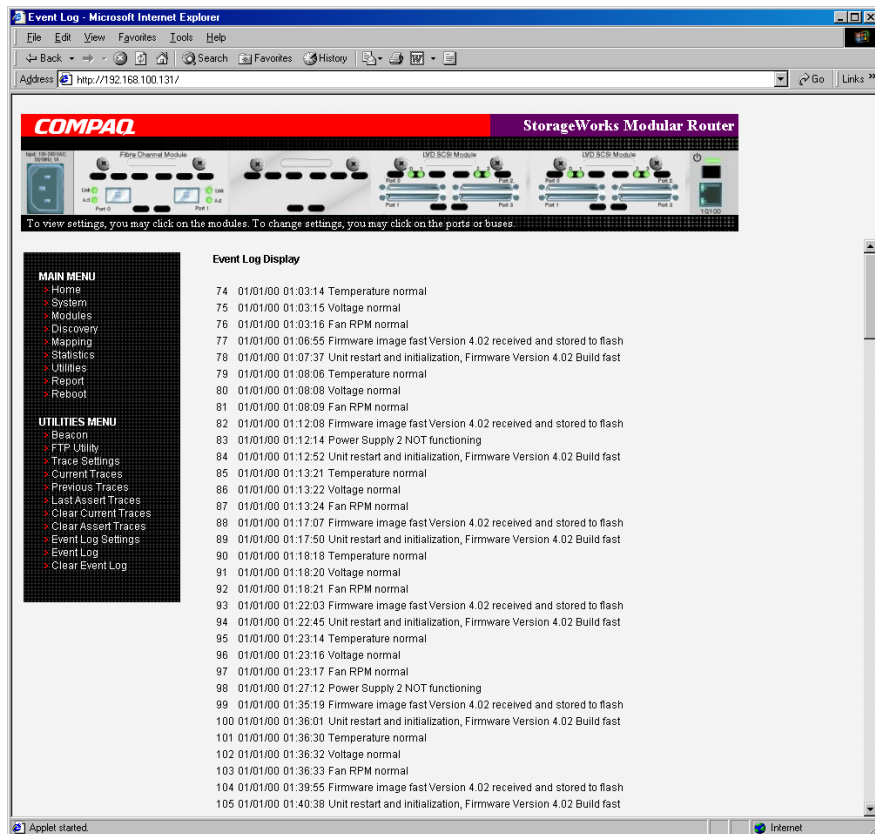 Event Log - Microsoft Internet Explorer
File Edit View Favorites Tools Help
Back Search Favorites History
Address http://192.168.100.131/ Go Links »
COMPAQ StorageWorks Modular Router
Fibre Channel Module LVD SCSI Module LVD SCSI Module
Link Link
Act Act
Port 0 Port 1 Port 0 Port 2 Port 1 Port 3 Port 0 Port 2 Port 1 Port 3
10/100
To view settings, you may click on the modules. To change settings, you may click on the ports or buses.
MAIN MENU
> Home
> System
> Modules
> Discovery
> Mapping
> Statistics
> Utilities
> Report
> Reboot
UTILITIES MENU
> Beacon
> FTP Utility
> Trace Settings
> Current Traces
> Previous Traces
> Last Assert Traces
> Clear Current Traces
> Clear Assert Traces
> Event Log Settings
> Event Log
> Clear Event Log
Event Log Display
74 01/01/00 01:03:14 Temperature normal
75 01/01/00 01:03:15 Voltage normal
76 01/01/00 01:03:16 Fan RPM normal
77 01/01/00 01:06:55 Firmware image fast Version 4.02 received and stored to flash
78 01/01/00 01:07:37 Unit restart and initialization, Firmware Version 4.02 Build fast
79 01/01/00 01:08:06 Temperature normal
80 01/01/00 01:08:08 Voltage normal
81 01/01/00 01:08:09 Fan RPM normal
82 01/01/00 01:12:08 Firmware image fast Version 4.02 received and stored to flash
83 01/01/00 01:12:14 Power Supply 2 NOT functioning
84 01/01/00 01:12:52 Unit restart and initialization, Firmware Version 4.02 Build fast
85 01/01/00 01:13:21 Temperature normal
86 01/01/00 01:13:22 Voltage normal
87 01/01/00 01:13:24 Fan RPM normal
88 01/01/00 01:17:07 Firmware image fast Version 4.02 received and stored to flash
89 01/01/00 01:17:50 Unit restart and initialization, Firmware Version 4.02 Build fast
90 01/01/00 01:18:18 Temperature normal
91 01/01/00 01:18:20 Voltage normal
92 01/01/00 01:18:21 Fan RPM normal
93 01/01/00 01:22:03 Firmware image fast Version 4.02 received and stored to flash
94 01/01/00 01:22:45 Unit restart and initialization, Firmware Version 4.02 Build fast
95 01/01/00 01:23:14 Temperature normal
96 01/01/00 01:23:16 Voltage normal
97 01/01/00 01:23:17 Fan RPM normal
98 01/01/00 01:27:12 Power Supply 2 NOT functioning
99 01/01/00 01:35:19 Firmware image fast Version 4.02 received and stored to flash
100 01/01/00 01:36:01 Unit restart and initialization, Firmware Version 4.02 Build fast
101 01/01/00 01:36:30 Temperature normal
102 01/01/00 01:36:32 Voltage normal
103 01/01/00 01:36:33 Fan RPM normal
104 01/01/00 01:39:55 Firmware image fast Version 4.02 received and stored to flash
105 01/01/00 01:40:38 Unit restart and initialization, Firmware Version 4.02 Build fast
Applet started. Internet